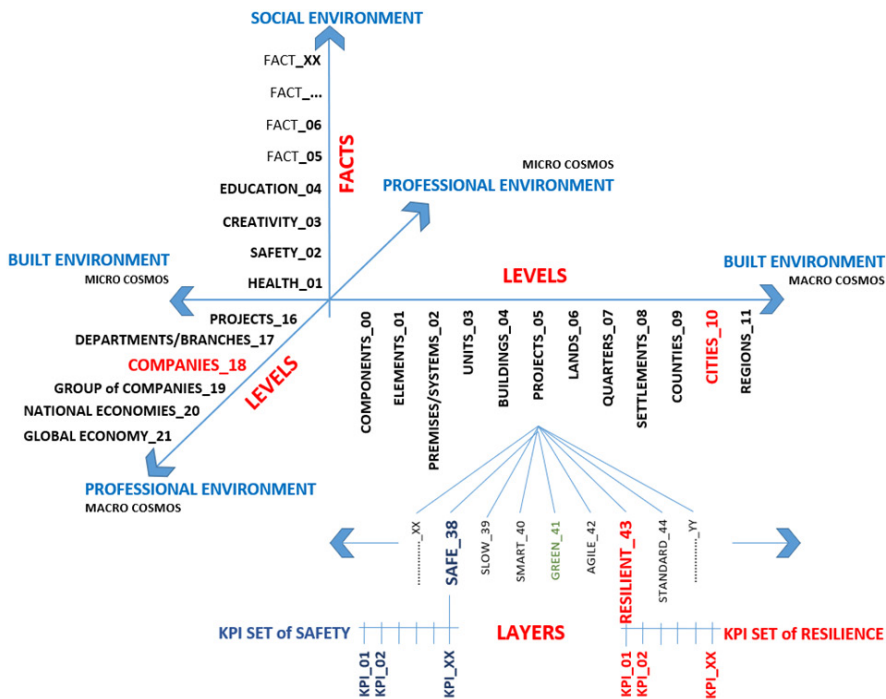 SOCIAL ENVIRONMENT
FACT_XX
FACT_...
FACT_06
FACT_05
EDUCATION_04
CREATIVITY_03
SAFETY_02
HEALTH_01
FACTS
MICRO COSMOS
PROFESSIONAL ENVIRONMENT
BUILT ENVIRONMENT
MICRO COSMOS
LEVELS
BUILT ENVIRONMENT
MACRO COSMOS
PROJECTS_16
DEPARTMENTS/BRANCHES_17
COMPANIES_18
GROUP of COMPANIES_19
NATIONAL ECONOMIES_20
GLOBAL ECONOMY_21
LEVELS
PROFESSIONAL ENVIRONMENT
MACRO COSMOS
COMPONENTS_00
ELEMENTS_01
PREMISES/SYSTEMS_02
UNITS_03
BUILDINGS_04
PROJECTS_05
LANDS_06
QUARTERS_07
SETTLEMENTS_08
COUNTIES_09
CITIES_10
REGIONS_11
............_XX
SAFE_38
SLOW_39
SMART_40
GREEN_41
AGILE_42
RESILIENT_43
STANDARD_44
............_YY
KPI SET of SAFETY
LAYERS
KPI SET of RESILIENCE
KPI_01
KPI_02
KPI_XX
KPI_01
KPI_02
KPI_XX